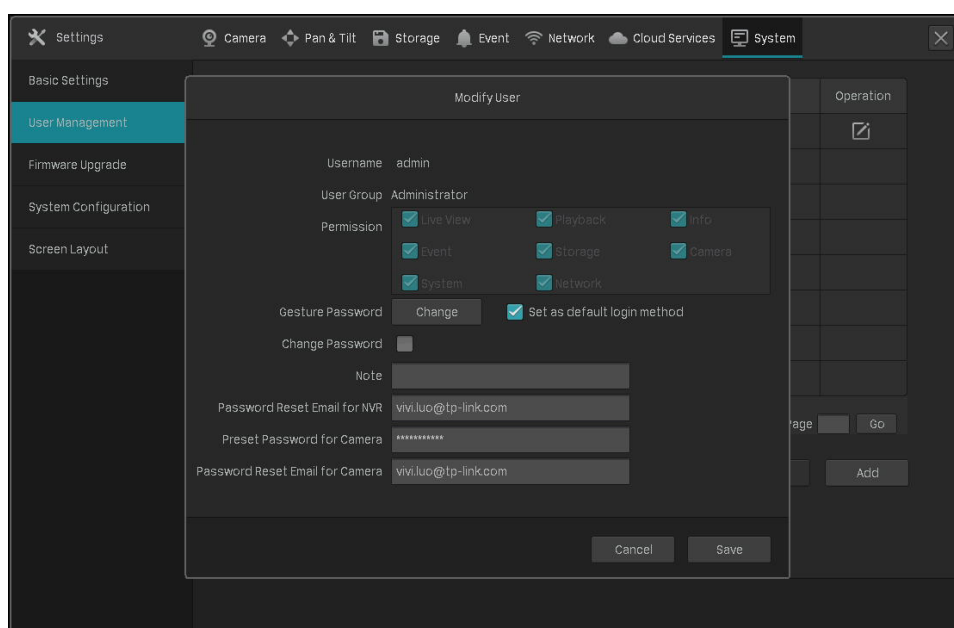 Settings Camera Pan & Tilt Storage Event Network Cloud Services System
Basic Settings
User Management
Firmware Upgrade
System Configuration
Screen Layout
Operation
Modify User
Username admin
User Group Administrator
Permission
Live View Playback Info
Event Storage Camera
System Network
Gesture Password Change Set as default login method
Change Password
Note
Password Reset Email for NVR vivi.luo@tp-link.com
Preset Password for Camera ***********
Password Reset Email for Camera vivi.luo@tp-link.com
Go
Add
Cancel Save